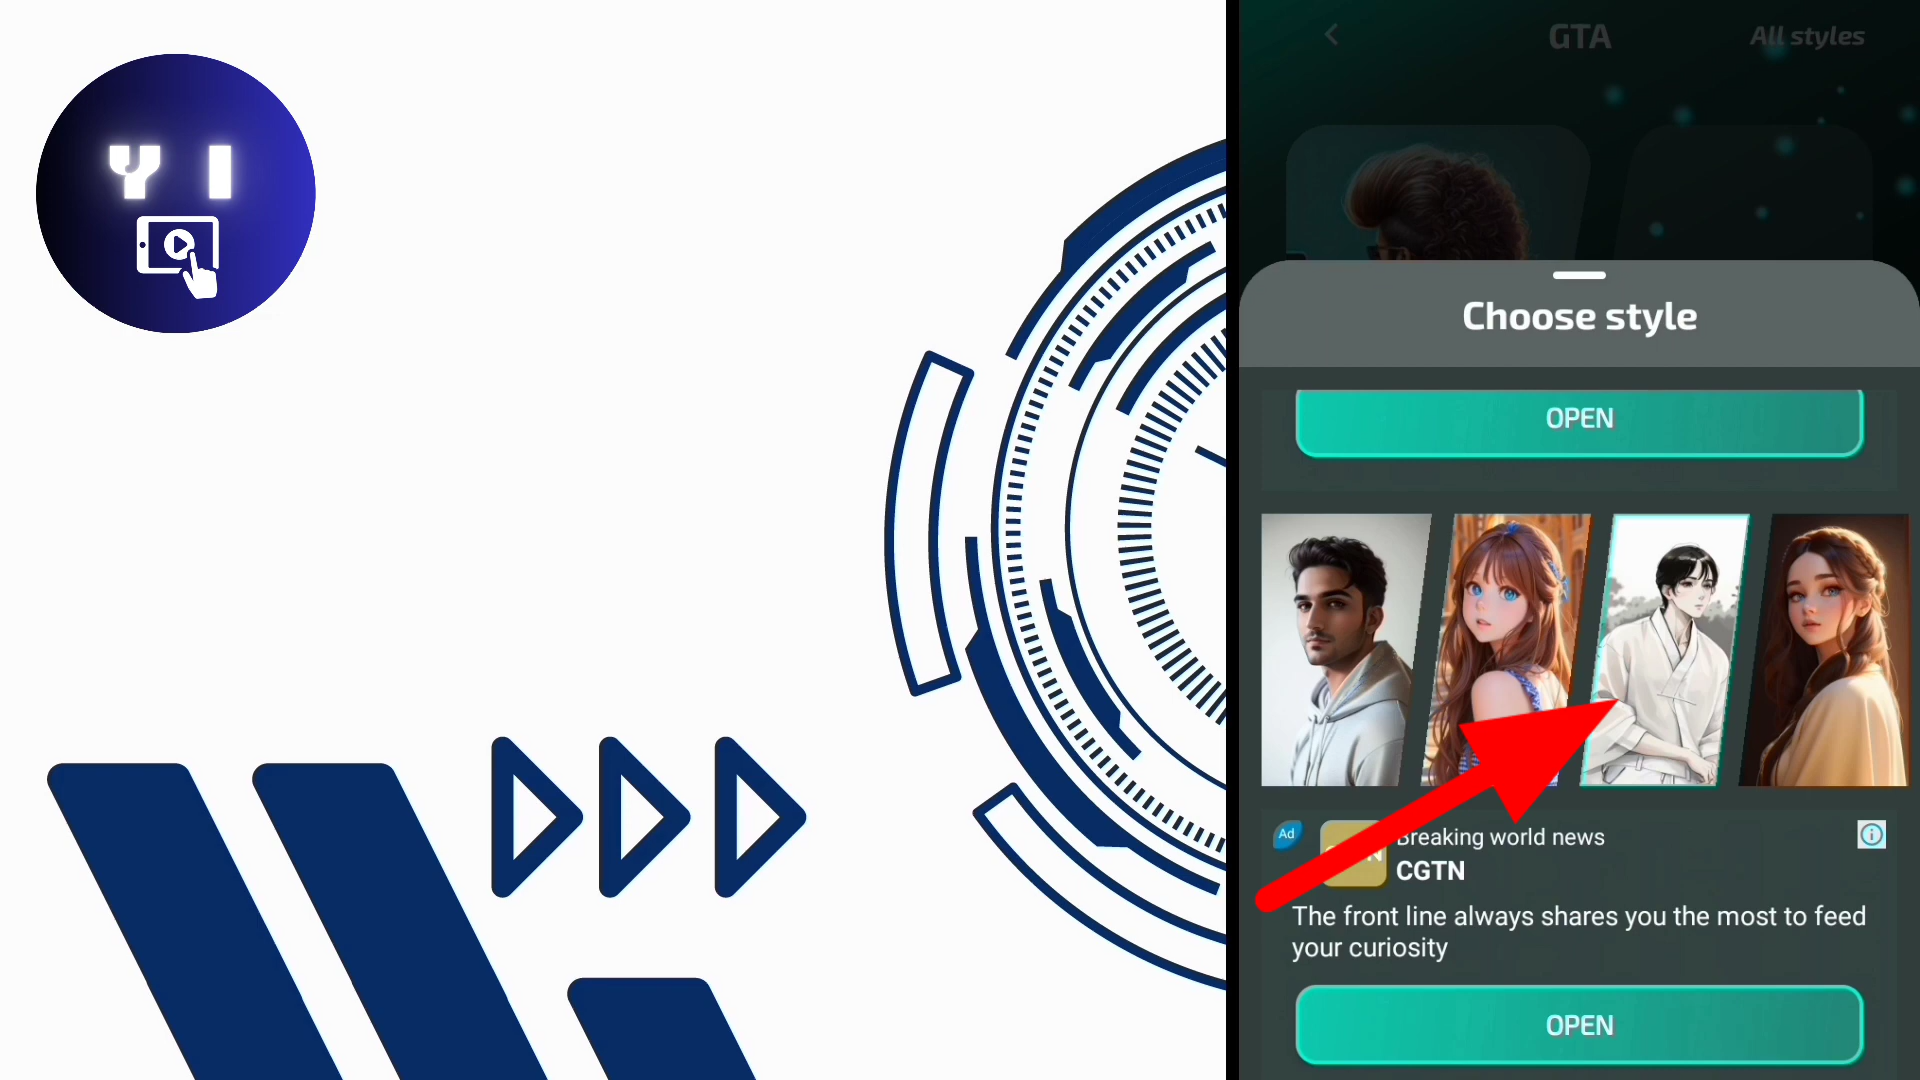 Y I
GTA
All styles
Choose style
OPEN
Ad
Breaking world news
CGTN
The front line always shares you the most to feed
your curiosity
OPEN